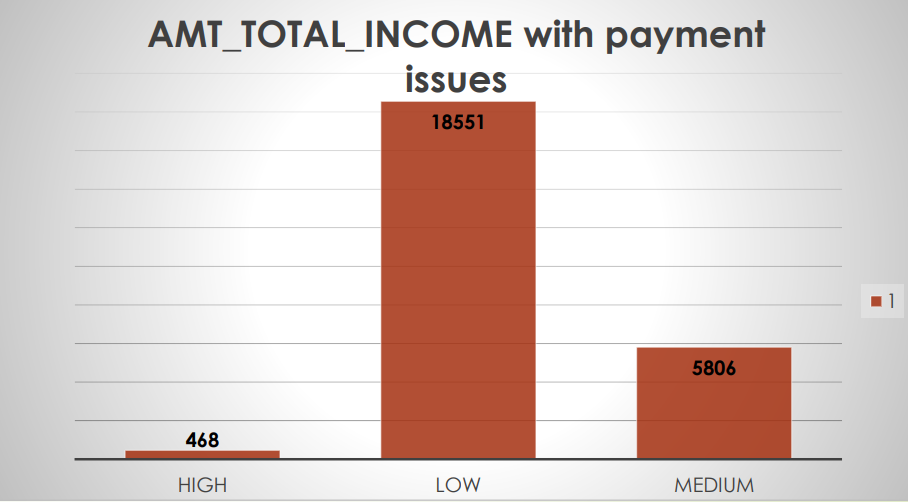 AMT_TOTAL_INCOME with payment
issues
18551
5806
468
1
HIGH
LOW
MEDIUM